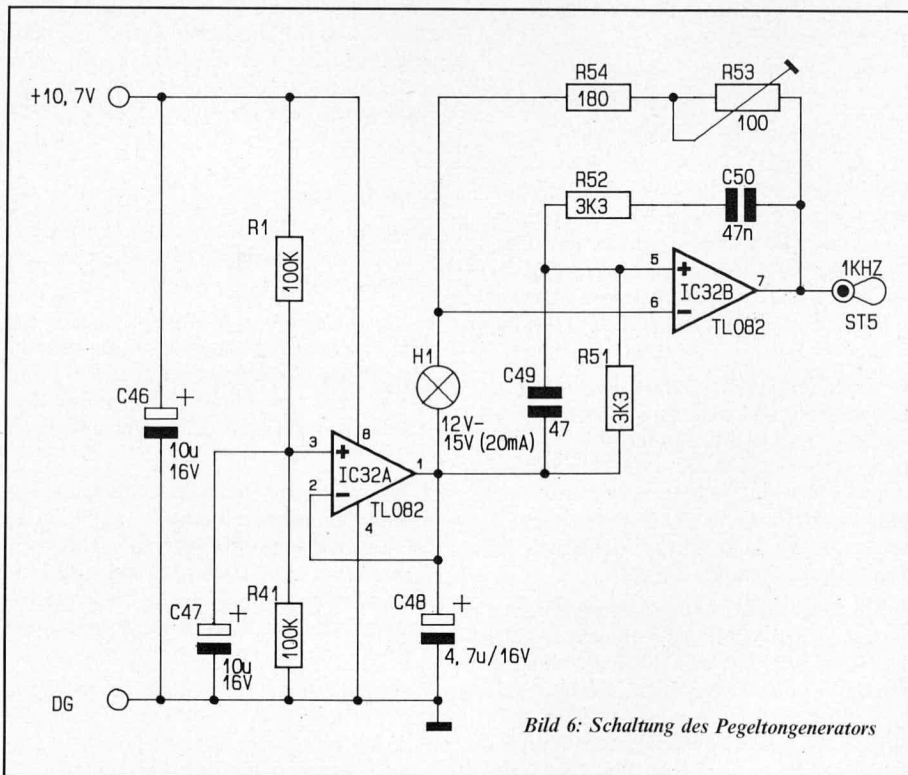 +10,7V
R54
180
R53
100
R52
3K3
C50
47n
R1
100K
5
+
IC32B
6
-
7
TL082
1KHZ
ST5
H1
12V-
15V (20mA)
C49
47
R51
3K3
C46
+
10u
16V
3
+
8
IC32A
1
2
-
4
TL082
C47
+
10u
16V
R41
100K
C48
+
4,7u/16V
DG
Bild 6: Schaltung des Pegeltongenerators